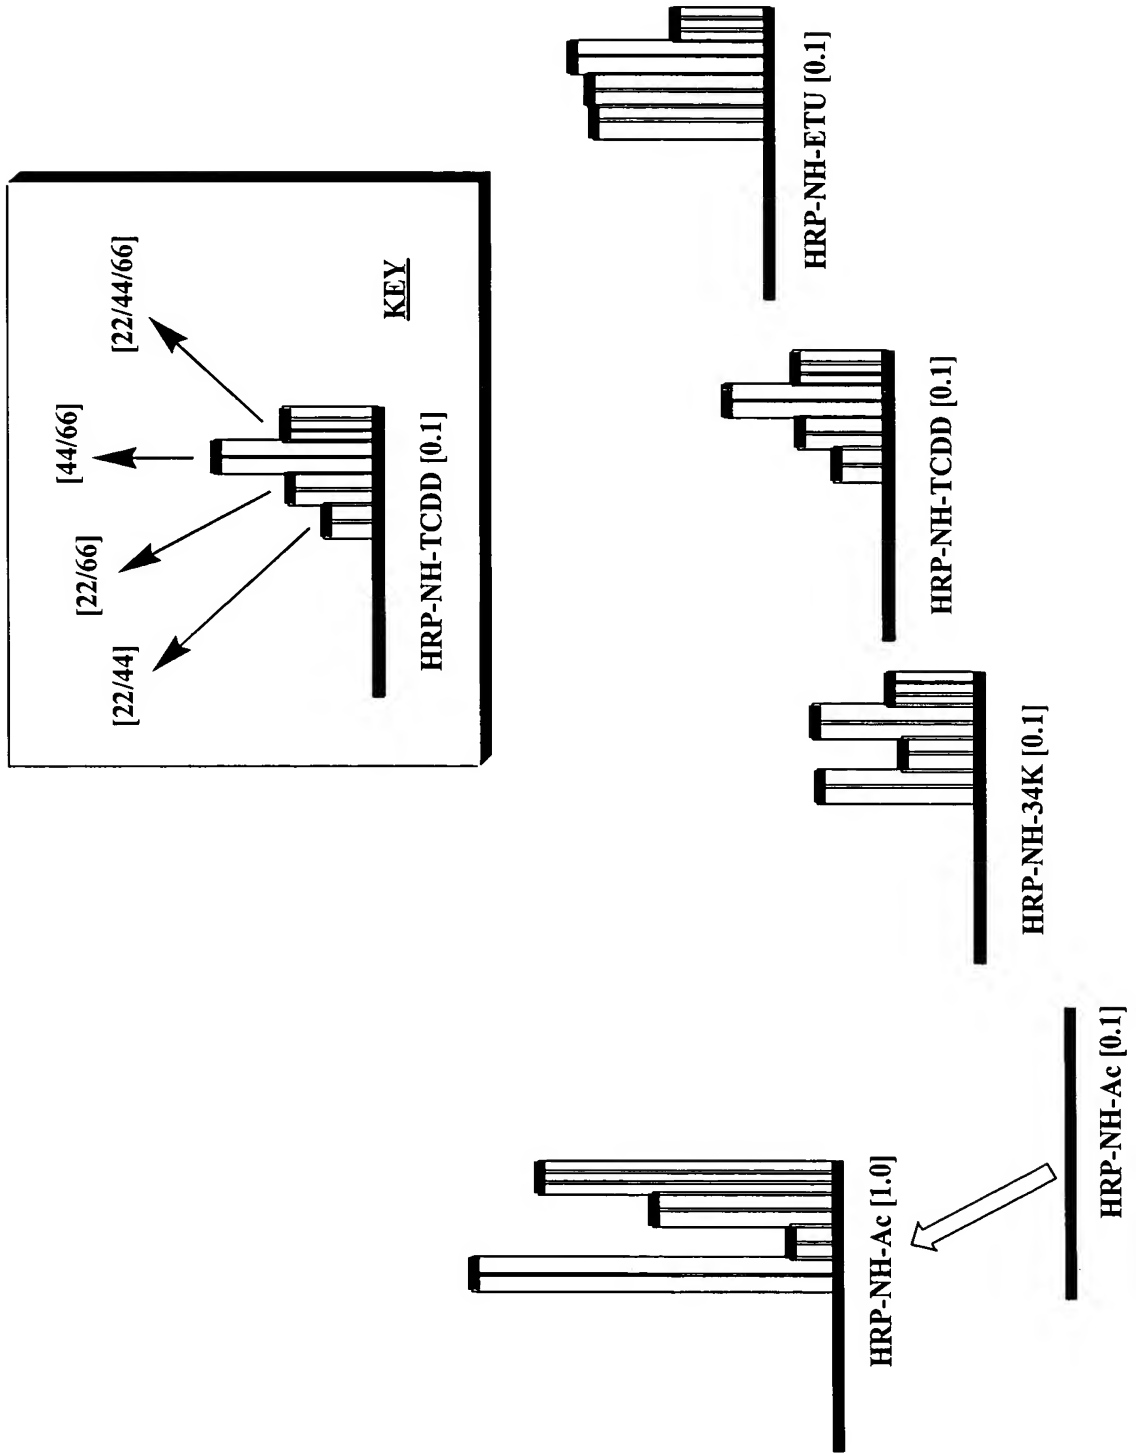 [22/44]
[22/66]
[44/66]
[22/44/66]
HRP-NH-TCDD [0.1]
KEY
HRP-NH-Ac [1.0]
HRP-NH-Ac [0.1]
HRP-NH-34K [0.1]
HRP-NH-TCDD [0.1]
HRP-NH-ETU [0.1]